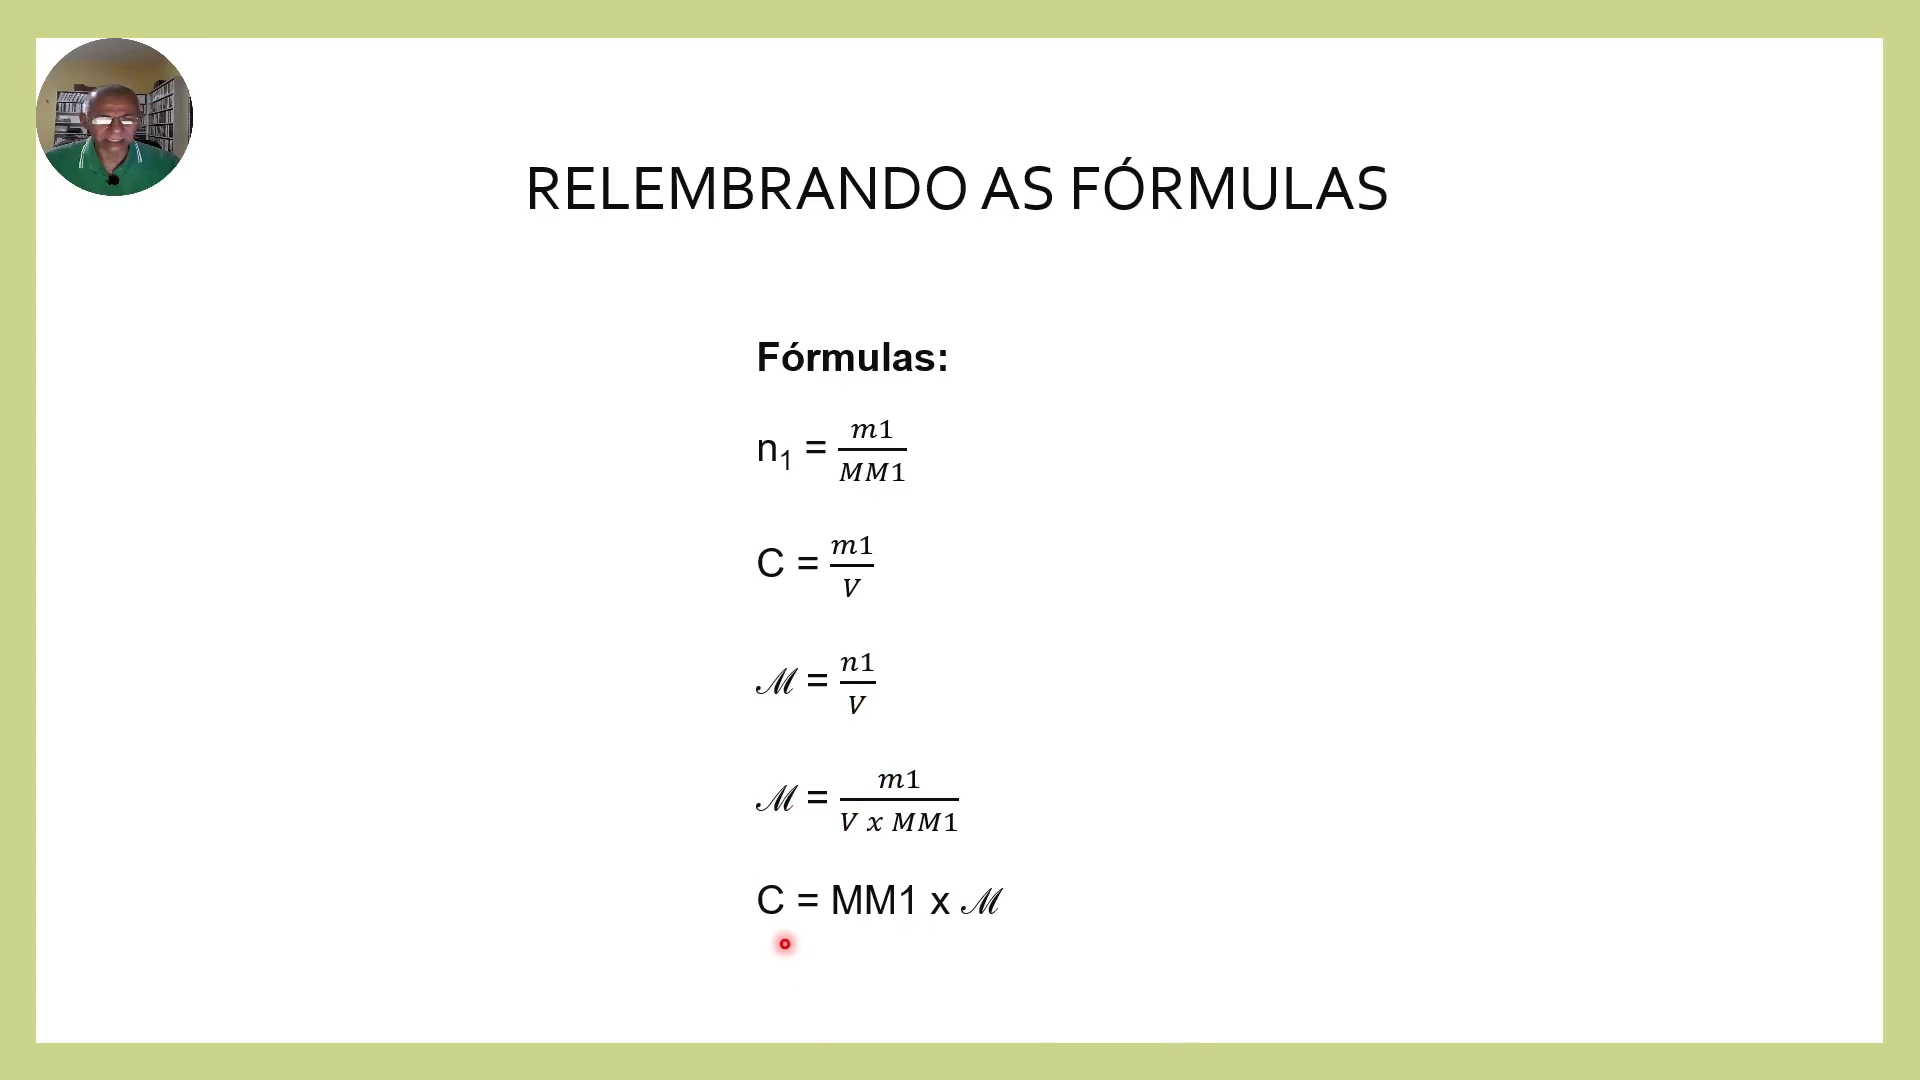 RELEMBRANDO AS FÓRMULAS
Fórmulas:
n₁ = m1/MM1
C = m1/V
ℳ = n1/V
ℳ = m1/V x MM1
C = MM1 x ℳ